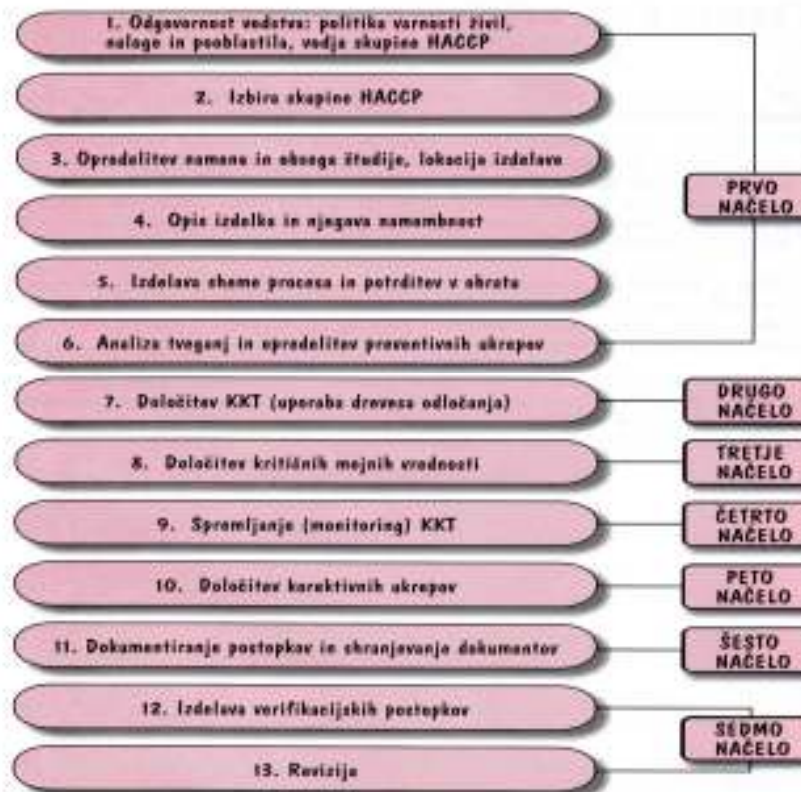 1. Odgovornost vodstva: politika varnosti živil,
naloge in pooblastila, vodja skupine HACCP
2. Izbira skupine HACCP
3. Opredelitev namena in obsega študije, lokacija izdelave
PRVO
NAČELO
4. Opis izdelka in njegova namembnost
5. Izdelava sheme procesa in potrditev v obratu
6. Analiza tveganj in opredelitev preventivnih ukrepov
7. Določitev KKT (uporaba drevesa odločanja)
DRUGO
NAČELO
8. Določitev kritičnih mejnih vrednosti
TRETJE
NAČELO
9. Spremljanje (monitoring) KKT
ČETRTO
NAČELO
10. Določitev korektivnih ukrepov
PETO
NAČELO
11. Dokumentiranje postopkov in shranjevanje dokumentov
ŠESTO
NAČELO
12. Izdelava verifikacijskih postopkov
SEDMO
NAČELO
13. Revizija